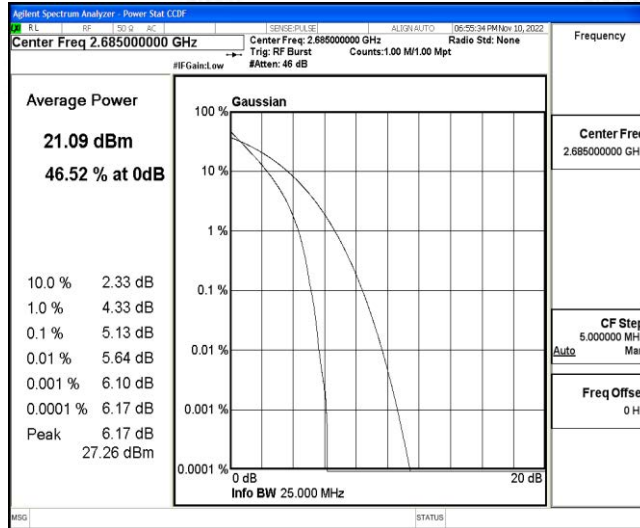 Agilent Spectrum Analyzer - Power Stat CCDF
RL RF 50 Ω AC SENSE:PULSE ALIGN AUTO 06:55:34 PM Nov 10, 2022
Center Freq 2.685000000 GHz
Center Freq: 2.685000000 GHz Radio Std: None
Trig: RF Burst Counts:1.00 M/1.00 Mpt
#IFGain:Low #Atten: 46 dB
Frequency
Average Power
21.09 dBm
46.52 % at 0dB
10.0 % 2.33 dB
1.0 % 4.33 dB
0.1 % 5.13 dB
0.01 % 5.64 dB
0.001 % 6.10 dB
0.0001 % 6.17 dB
Peak 6.17 dB
27.26 dBm
Gaussian
100 %
10 %
1 %
0.1 %
0.01 %
0.001 %
0.0001 %
0 dB 20 dB
Info BW 25.000 MHz
Center Fre
2.685000000 GH
CF Step
5.000000 MH
Auto Ma
Freq Offse
0 H
MSG STATUS